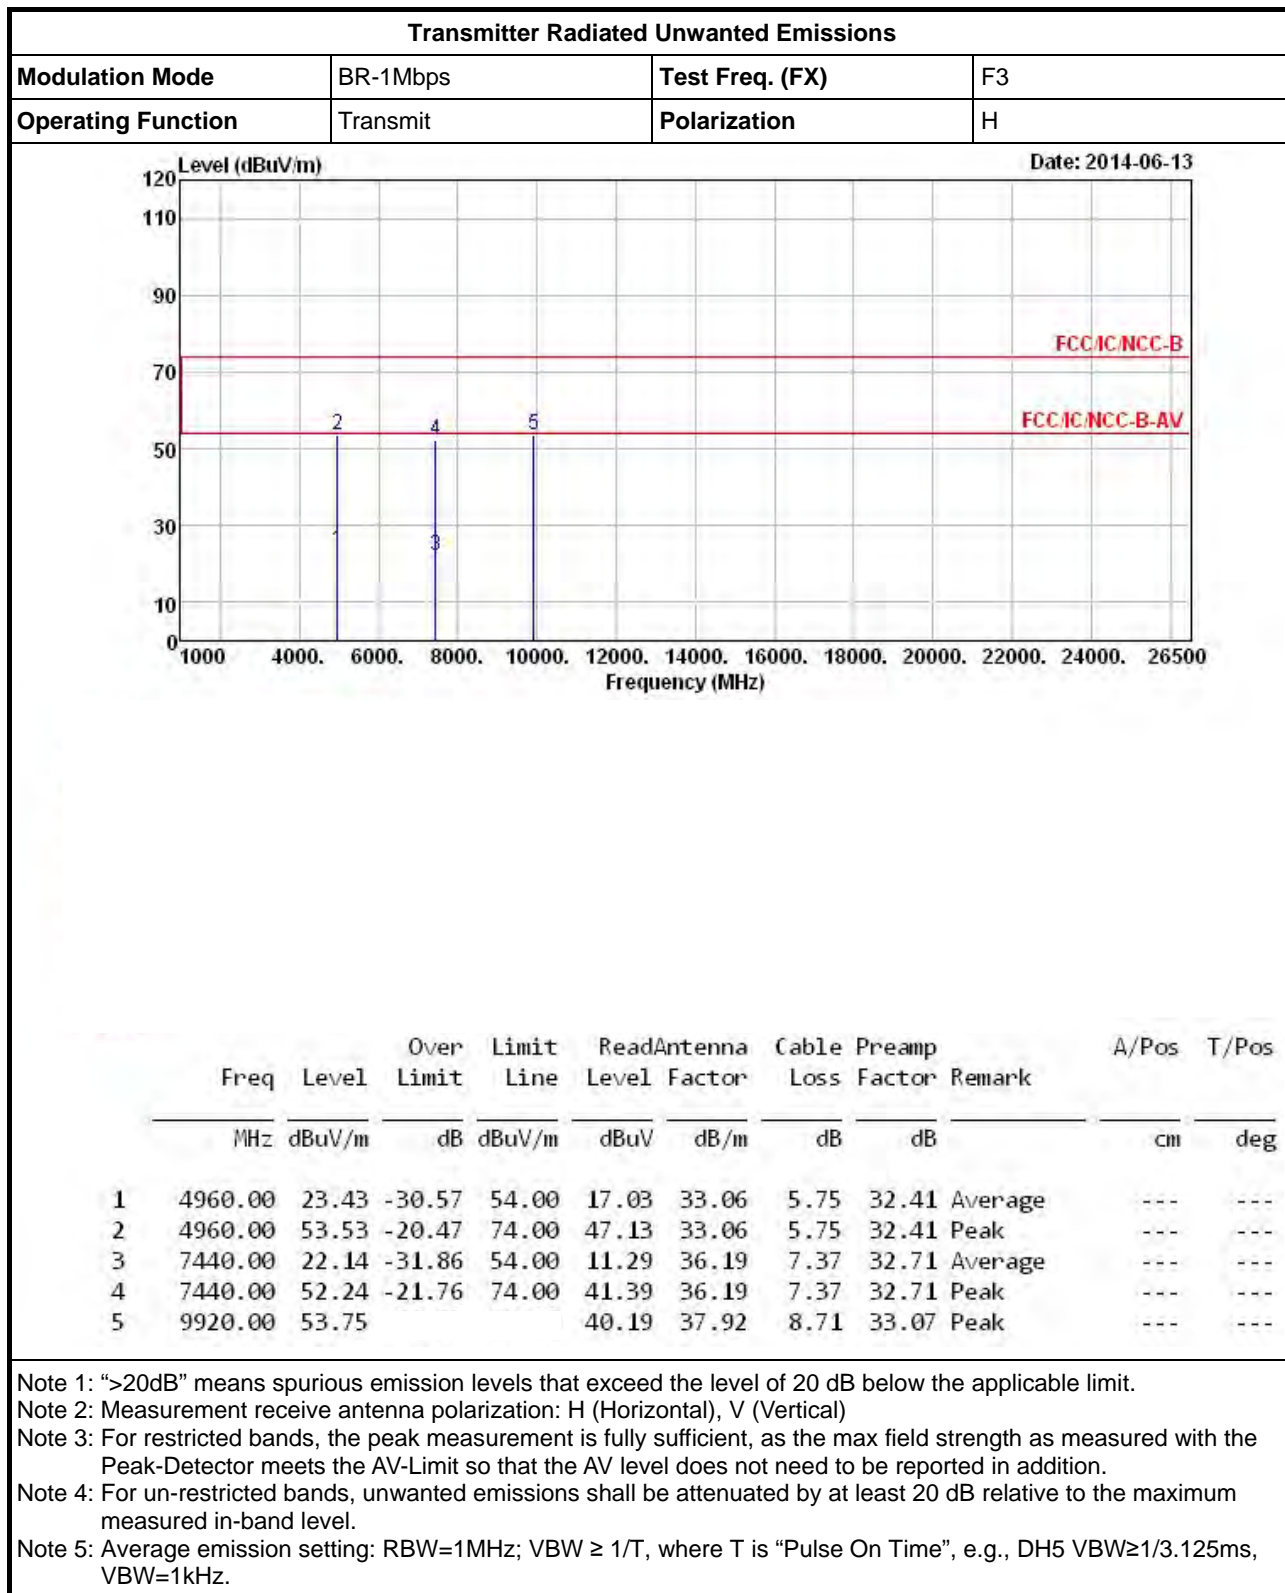 Transmitter Radiated Unwanted Emissions
Modulation Mode BR-1Mbps Test Freq. (FX) F3
Operating Function Transmit Polarization H
Level (dBuV/m) Date: 2014-06-13
120
110
90
FCC/IC/NCC-B
70
2 4 5 FCC/IC/NCC-B-AV
50
30
1 3
10
0
1000 4000. 6000. 8000. 10000. 12000. 14000. 16000. 18000. 20000. 22000. 24000. 26500
Frequency (MHz)
Over Limit ReadAntenna Cable Preamp A/Pos T/Pos
Freq Level Limit Line Level Factor Loss Factor Remark
MHz dBuV/m dB dBuV/m dBuV dB/m dB dB cm deg
1 4960.00 23.43 -30.57 54.00 17.03 33.06 5.75 32.41 Average --- ---
2 4960.00 53.53 -20.47 74.00 47.13 33.06 5.75 32.41 Peak --- ---
3 7440.00 22.14 -31.86 54.00 11.29 36.19 7.37 32.71 Average --- ---
4 7440.00 52.24 -21.76 74.00 41.39 36.19 7.37 32.71 Peak --- ---
5 9920.00 53.75 40.19 37.92 8.71 33.07 Peak --- ---
Note 1: “>20dB” means spurious emission levels that exceed the level of 20 dB below the applicable limit.
Note 2: Measurement receive antenna polarization: H (Horizontal), V (Vertical)
Note 3: For restricted bands, the peak measurement is fully sufficient, as the max field strength as measured with the
Peak-Detector meets the AV-Limit so that the AV level does not need to be reported in addition.
Note 4: For un-restricted bands, unwanted emissions shall be attenuated by at least 20 dB relative to the maximum
measured in-band level.
Note 5: Average emission setting: RBW=1MHz; VBW ≥ 1/T, where T is “Pulse On Time”, e.g., DH5 VBW≥1/3.125ms,
VBW=1kHz.